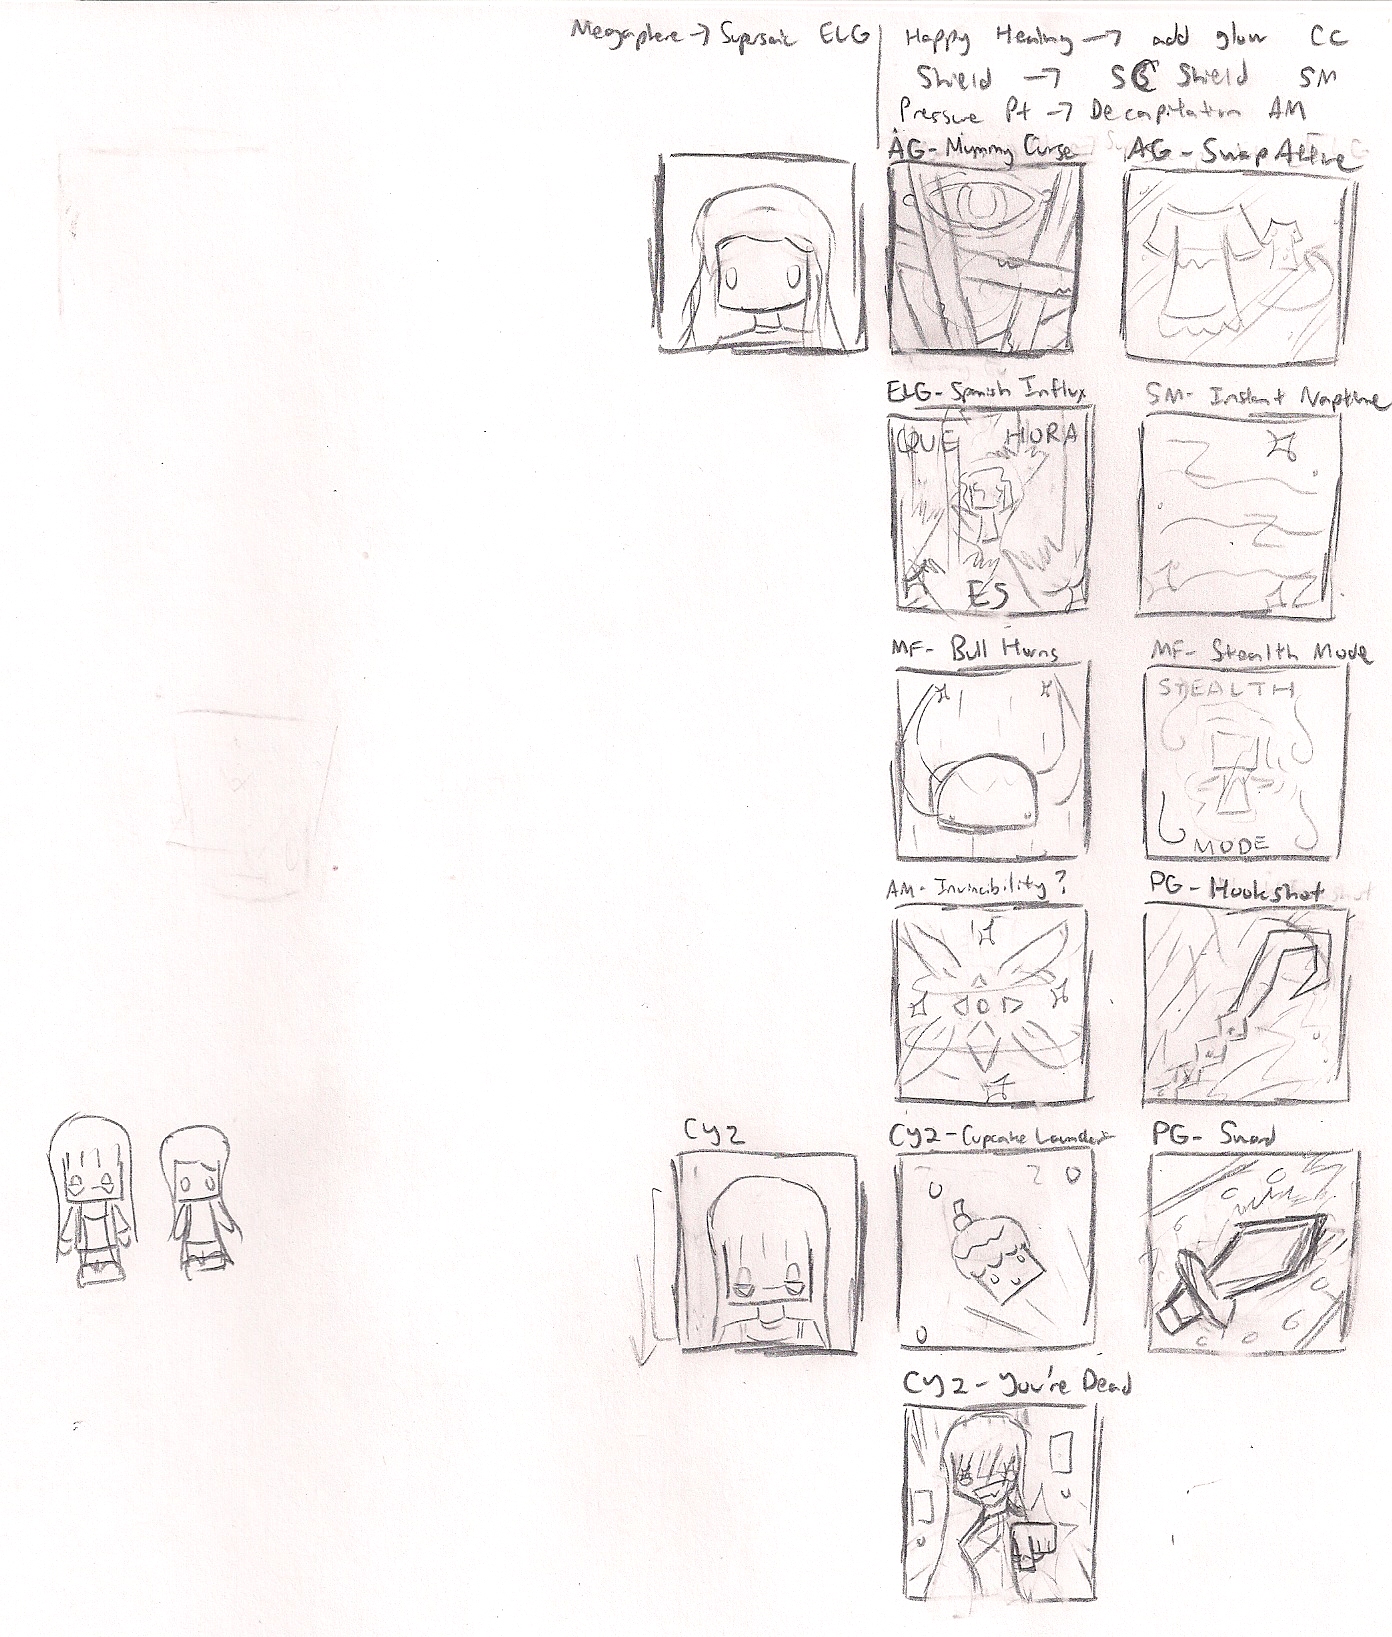 Megaphone → Supersonic ELG
Happy Healing → add glow CC
Shield → SC Shield SM
Pressure Pt → Decapitation AM
AG - Mummy Curse
AG - Swap Attire
ELG - Spanish Influx
SM - Instant Naptime
QUE HORA
Z
Z
ES
Z
MF - Bull Horns
MF - Stealth Mode
STEALTH
MODE
AM - Invincibility?
PG - Hookshot
Cy2
Cy2 - Cupcake Launcher
PG - Sword
Cy2 - You're Dead